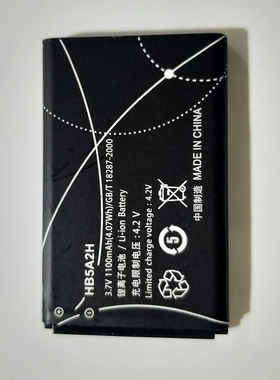 HB5A2H
3.7V 1100mAh(4.07Wh)/GB/T 18287-2000
锂离子电池 / Li-ion Battery
充电限制电压：4.2 V
Limited charge voltage : 4.2V
5
中国制造
MADE IN CHINA